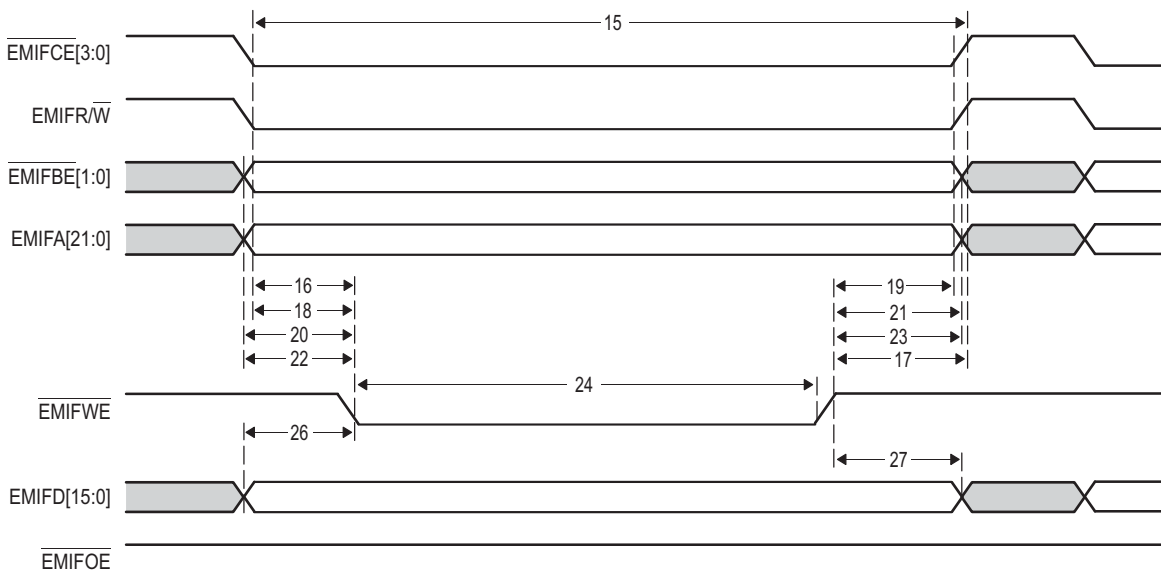 15
EMIFCE[3:0]
EMIFR/W
EMIFBE[1:0]
EMIFA[21:0]
16 19
18 21
20 23
22 17
24
EMIFWE
26
27
EMIFD[15:0]
EMIFOE